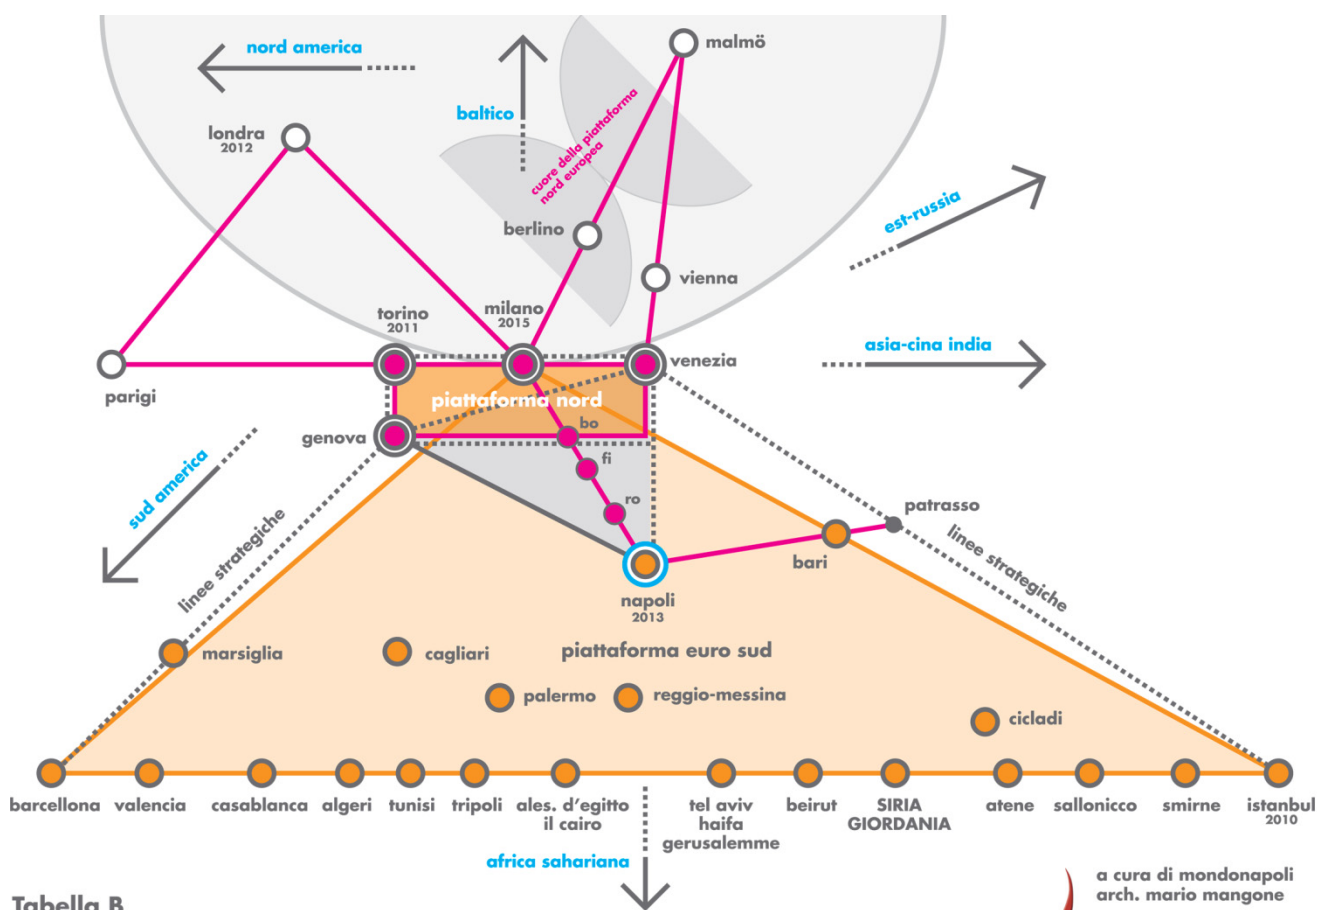 malmö
nord america
baltico
cuore della piattaforma
nord europea
londra
2012
est-russia
berlino
vienna
torino
2011
milano
2015
venezia
asia-cina india
parigi
piattaforma nord
genova
bo
fi
ro
sud america
linee strategiche
patrasso
linee strategiche
bari
napoli
2013
marsiglia
cagliari
piattaforma euro sud
palermo
reggio-messina
cicladi
barcellona
valencia
casablanca
algeri
tunisi
tripoli
ales. d'egitto
il cairo
tel aviv
haifa
gerusalemme
beirut
SIRIA
GIORDANIA
atene
sallonicco
smirne
istanbul
2010
africa sahariana
a cura di mondonapoli
arch. mario mangone
Tabella B